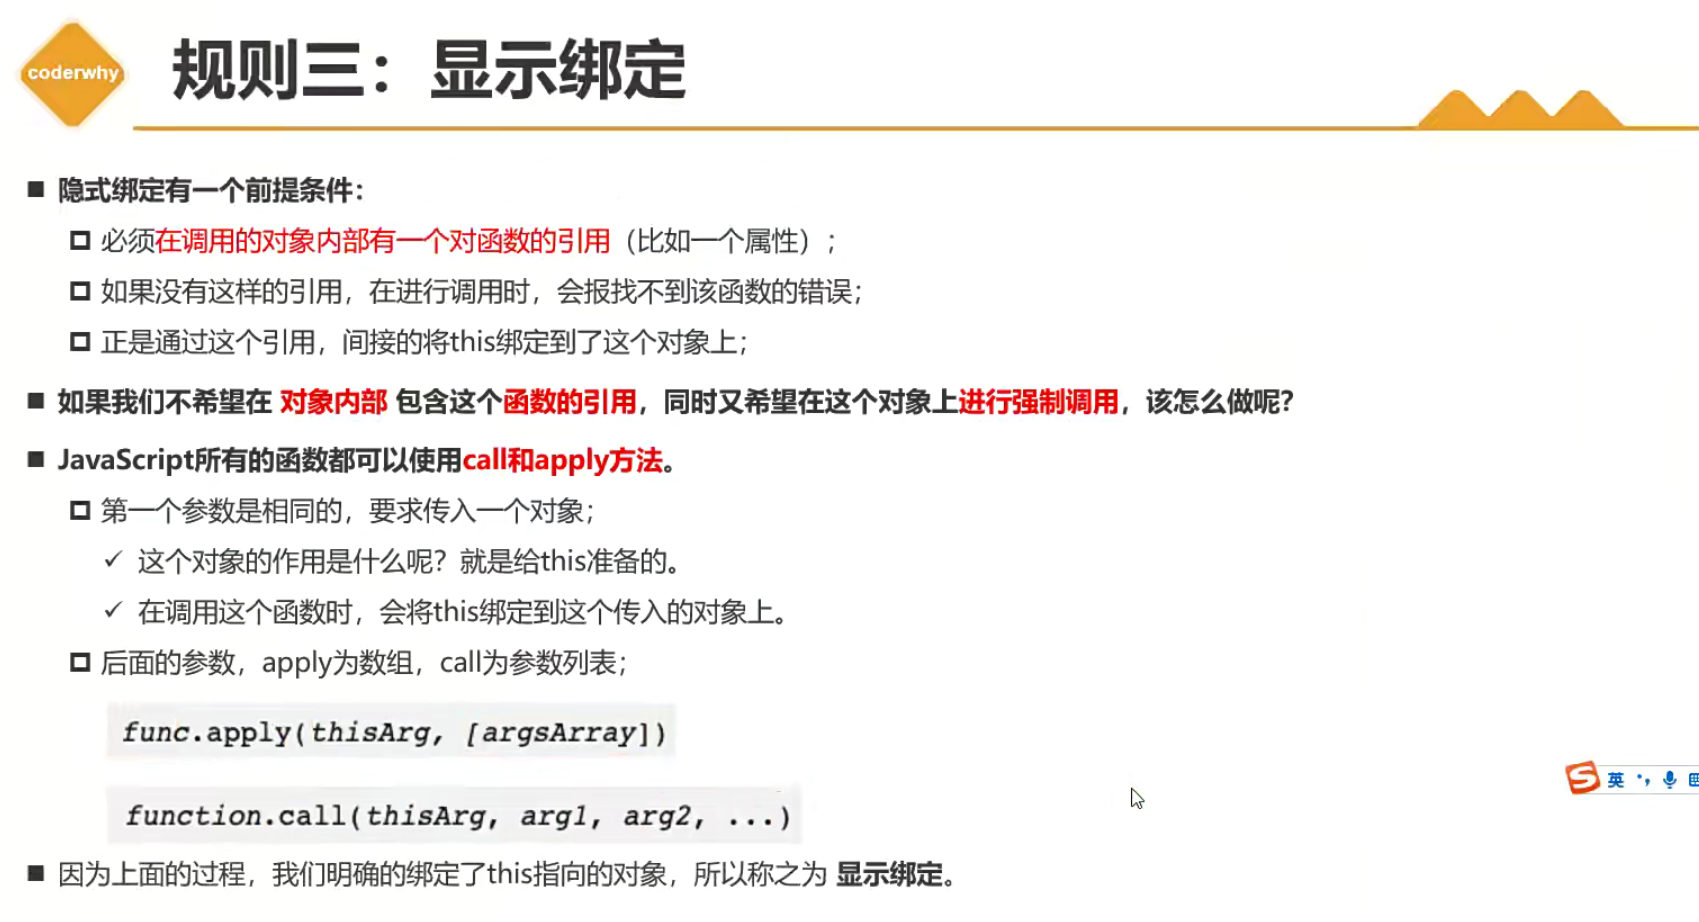 coderwhy
规则三：显示绑定
隐式绑定有一个前提条件：
必须在调用的对象内部有一个对函数的引用（比如一个属性）；
如果没有这样的引用，在进行调用时，会报找不到该函数的错误；
正是通过这个引用，间接的将this绑定到了这个对象上；
如果我们不希望在 对象内部 包含这个函数的引用，同时又希望在这个对象上进行强制调用，该怎么做呢？
JavaScript所有的函数都可以使用call和apply方法。
第一个参数是相同的，要求传入一个对象；
这个对象的作用是什么呢？就是给this准备的。
在调用这个函数时，会将this绑定到这个传入的对象上。
后面的参数，apply为数组，call为参数列表；
func.apply(thisArg, [argsArray])
function.call(thisArg, arg1, arg2, ...)
因为上面的过程，我们明确的绑定了this指向的对象，所以称之为 显示绑定。
英